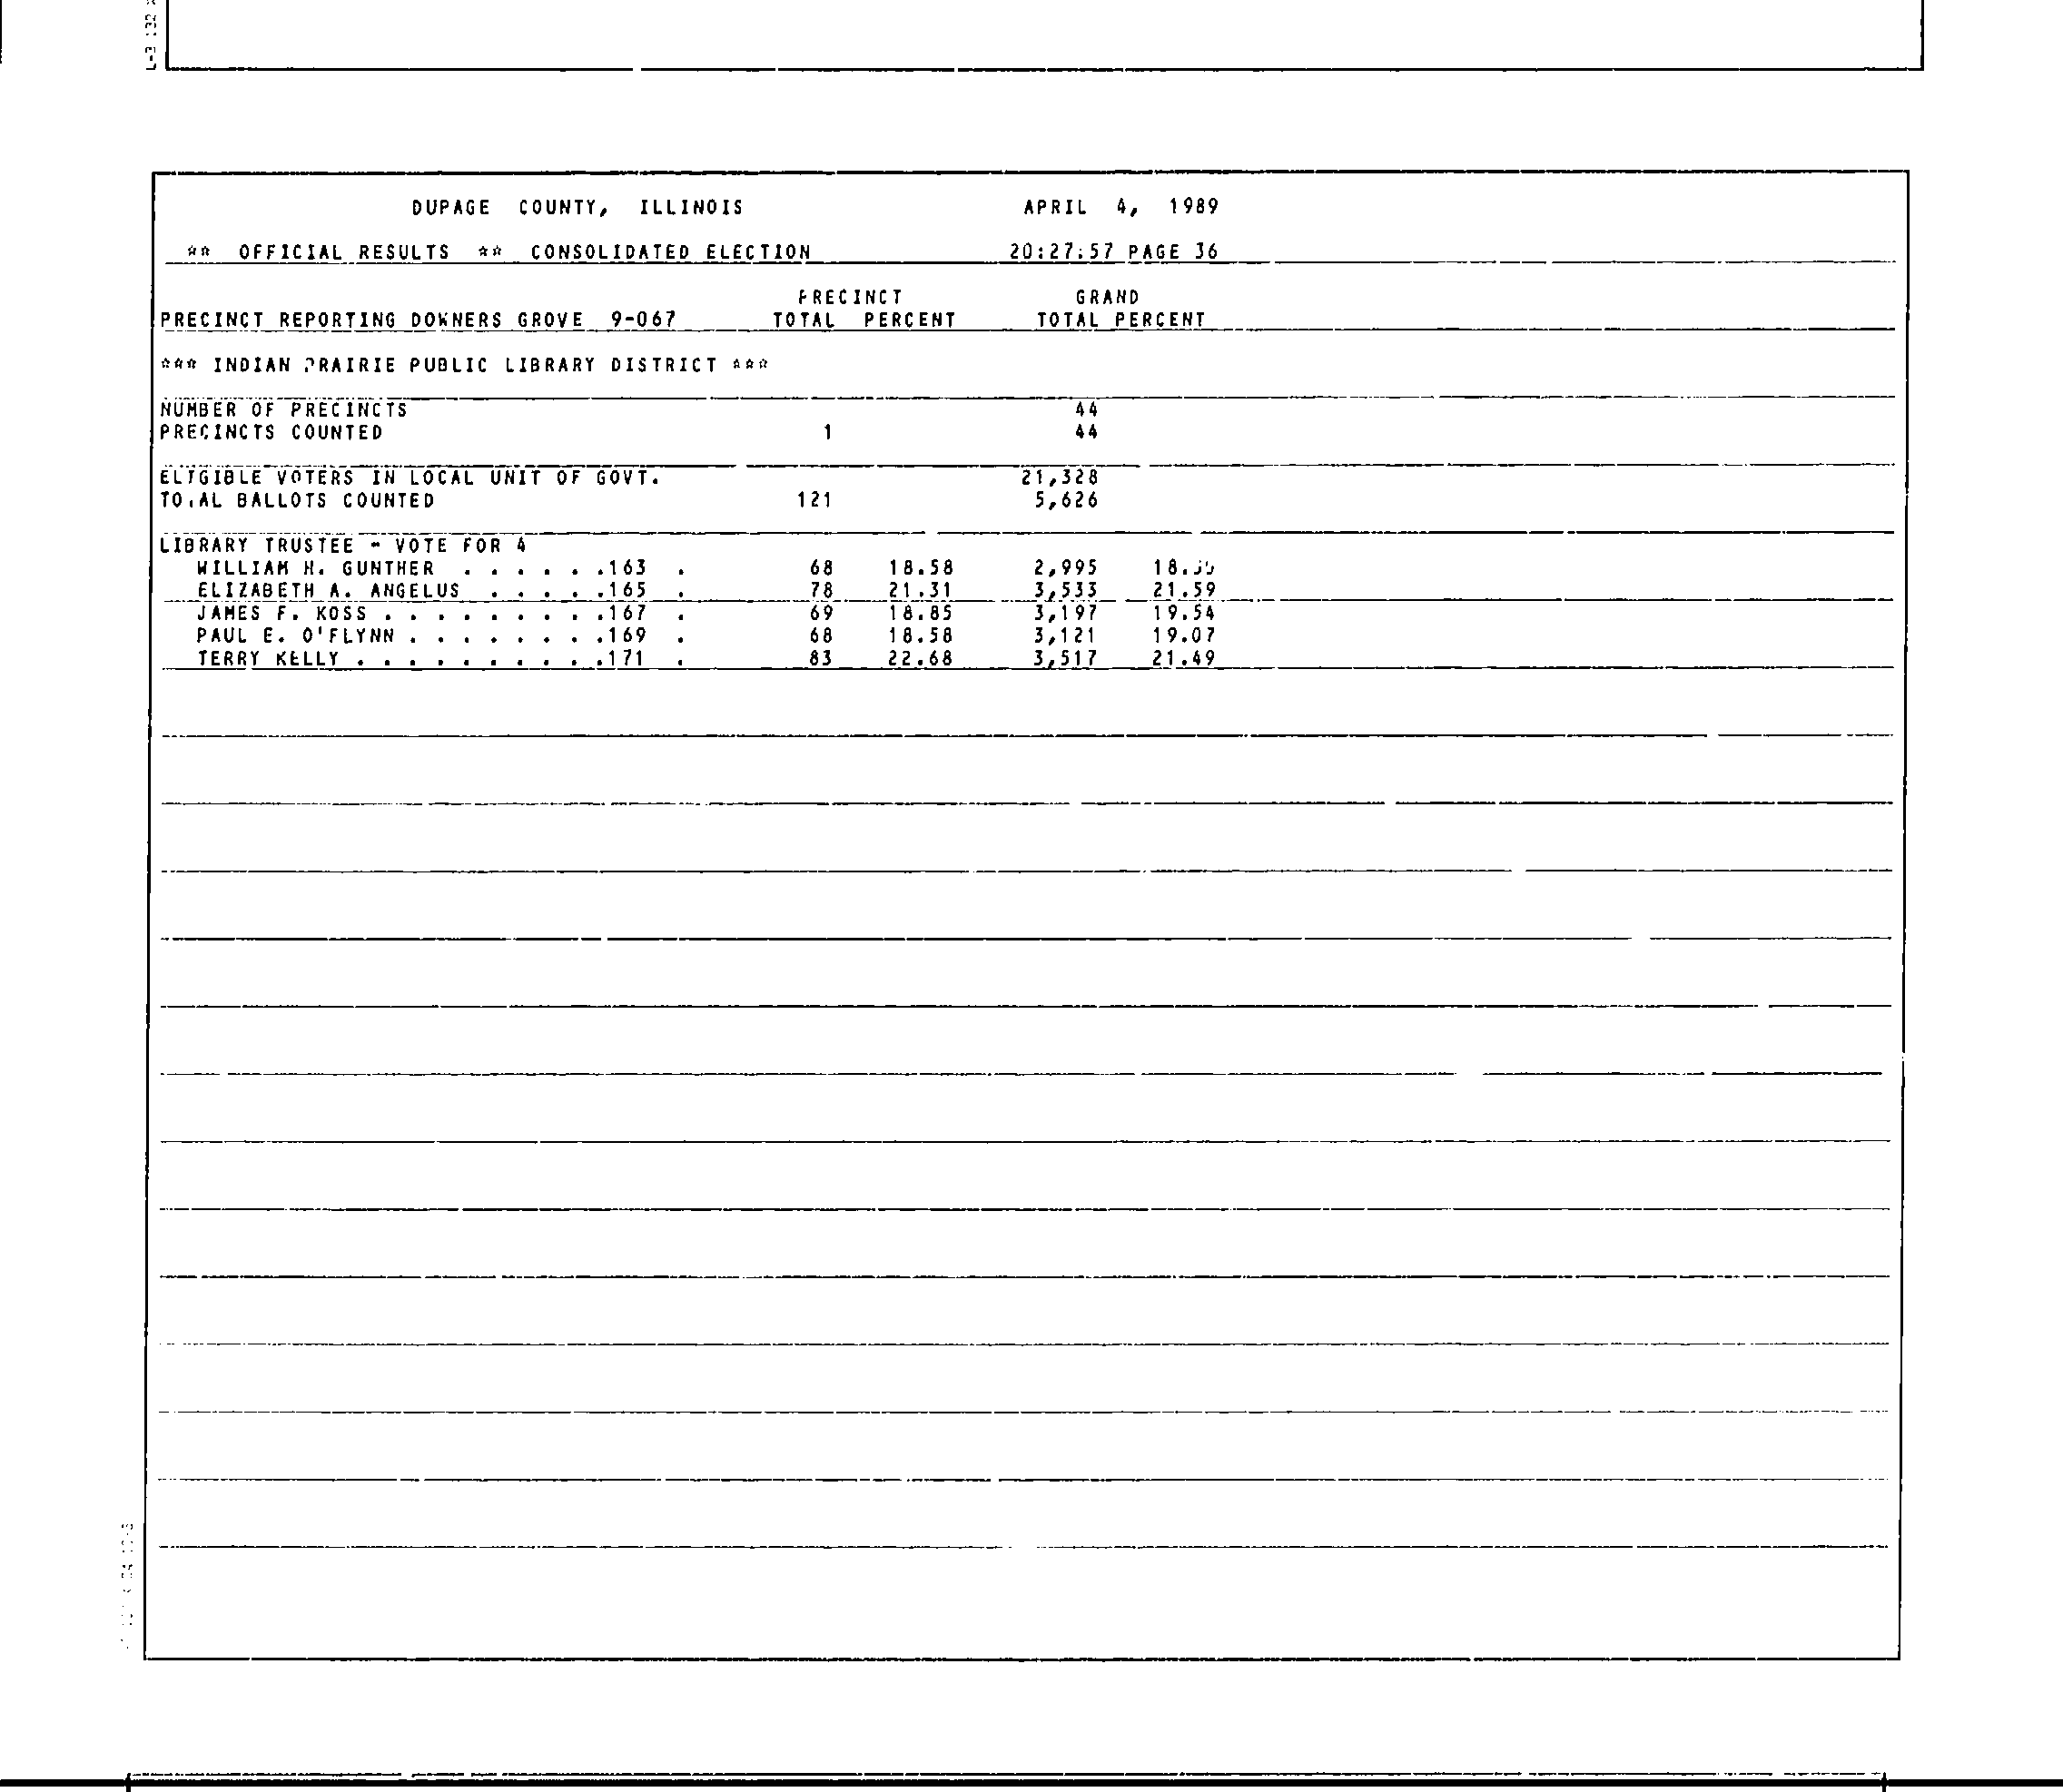 DUPAGE COUNTY, ILLINOIS APRIL 4, 1989
** OFFICIAL RESULTS ** CONSOLIDATED ELECTION 20:27:57 PAGE 36
PRECINCT GRAND
PRECINCT REPORTING DOWNERS GROVE 9-067 TOTAL PERCENT TOTAL PERCENT
*** INDIAN PRAIRIE PUBLIC LIBRARY DISTRICT ***
NUMBER OF PRECINCTS 44
PRECINCTS COUNTED 1 44
ELIGIBLE VOTERS IN LOCAL UNIT OF GOVT. 21,328
TOTAL BALLOTS COUNTED 121 5,626
LIBRARY TRUSTEE - VOTE FOR 4
WILLIAM H. GUNTHER . . . . . .163 . 68 18.58 2,995
ELIZABETH A. ANGELUS . . . . .165 . 78 21.31 3,533 21.59
JAMES F. KOSS . . . . . . . . .167 . 69 18.85 3,197 19.54
PAUL E. O'FLYNN . . . . . . . .169 . 68 18.58 3,121 19.07
TERRY KELLY . . . . . . . . . .171 . 83 22.68 3,517 21.49